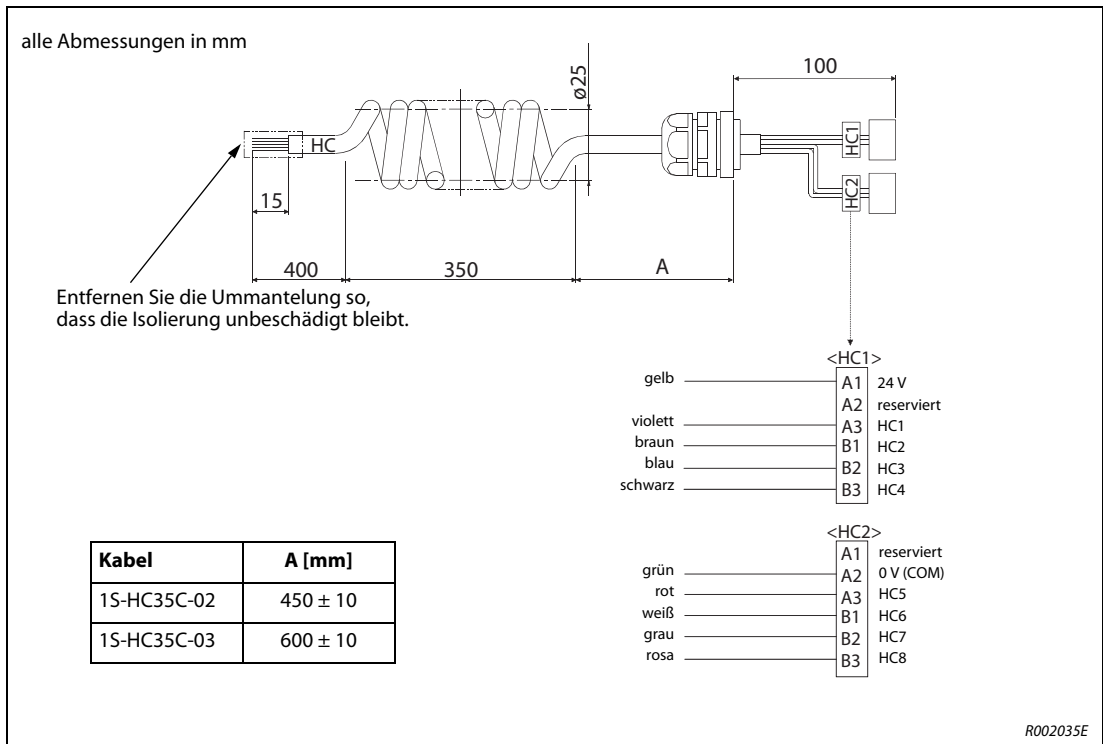 alle Abmessungen in mm
100
ø25
HC
HC1
HC2
15
400
350
A
Entfernen Sie die Ummantelung so,
dass die Isolierung unbeschädigt bleibt.
<HC1>
gelb A1 24 V
A2 reserviert
violett A3 HC1
braun B1 HC2
blau B2 HC3
schwarz B3 HC4
<HC2>
A1 reserviert
grün A2 0 V (COM)
rot A3 HC5
weiß B1 HC6
grau B2 HC7
rosa B3 HC8
Kabel A [mm]
1S-HC35C-02 450 ± 10
1S-HC35C-03 600 ± 10
R002035E